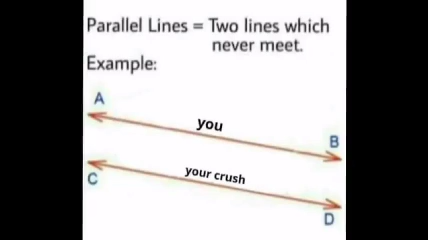 Parallel Lines = Two lines which
never meet.
Example:
A
you
B
C
your crush
D